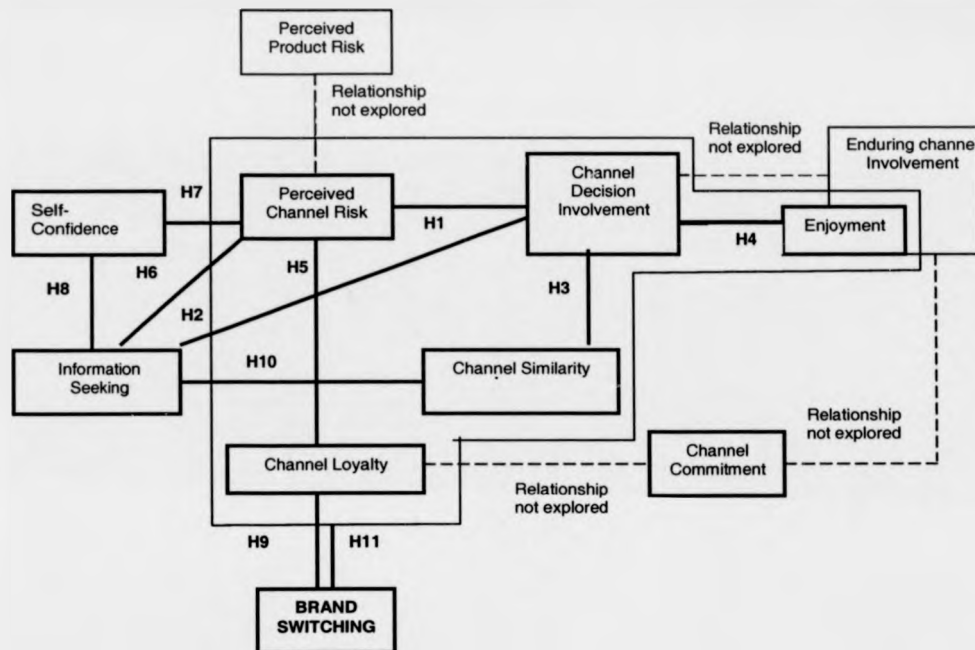 Perceived
Product Risk
Relationship
not explored
Relationship
not explored
Enduring channel
Involvement
Channel
Decision
Involvement
H7
Perceived
Channel Risk
Self-
Confidence
H1
Enjoyment
H4
H6
H5
H8
H3
H2
Information
Seeking
H10
Channel Similarity
Relationship
not explored
Channel Loyalty
Channel
Commitment
Relationship
not explored
H9
H11
BRAND
SWITCHING